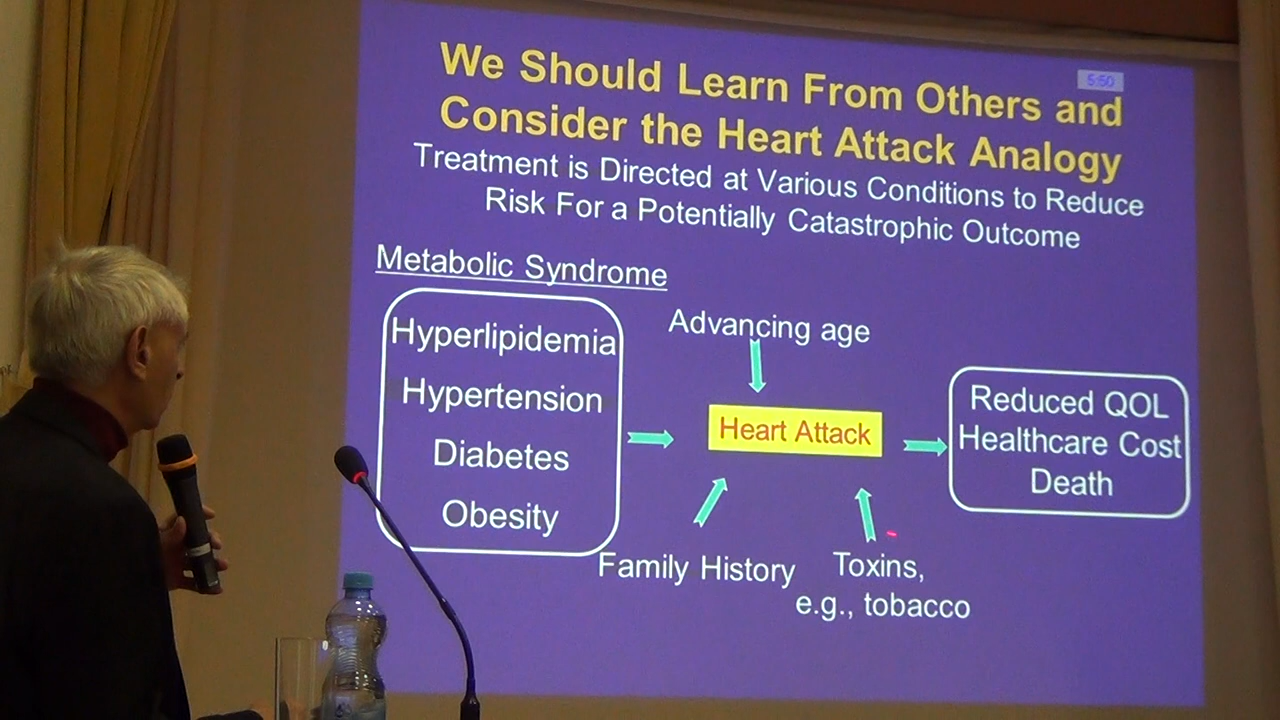 5:50
We Should Learn From Others and
Consider the Heart Attack Analogy
Treatment is Directed at Various Conditions to Reduce
Risk For a Potentially Catastrophic Outcome
Metabolic Syndrome
Hyperlipidemia
Hypertension
Diabetes
Obesity
Advancing age
Heart Attack
Family History
Toxins,
e.g., tobacco
Reduced QOL
Healthcare Cost
Death